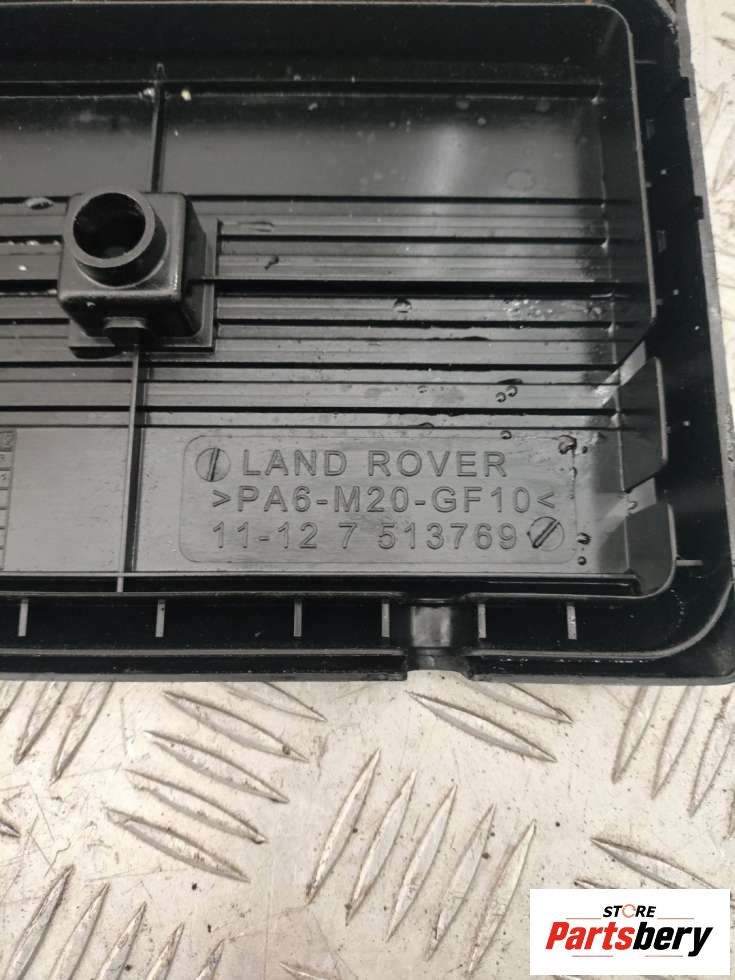 LAND ROVER
>PA6-M20-GF10<
11-12 7 513769
STORE
Partsbery